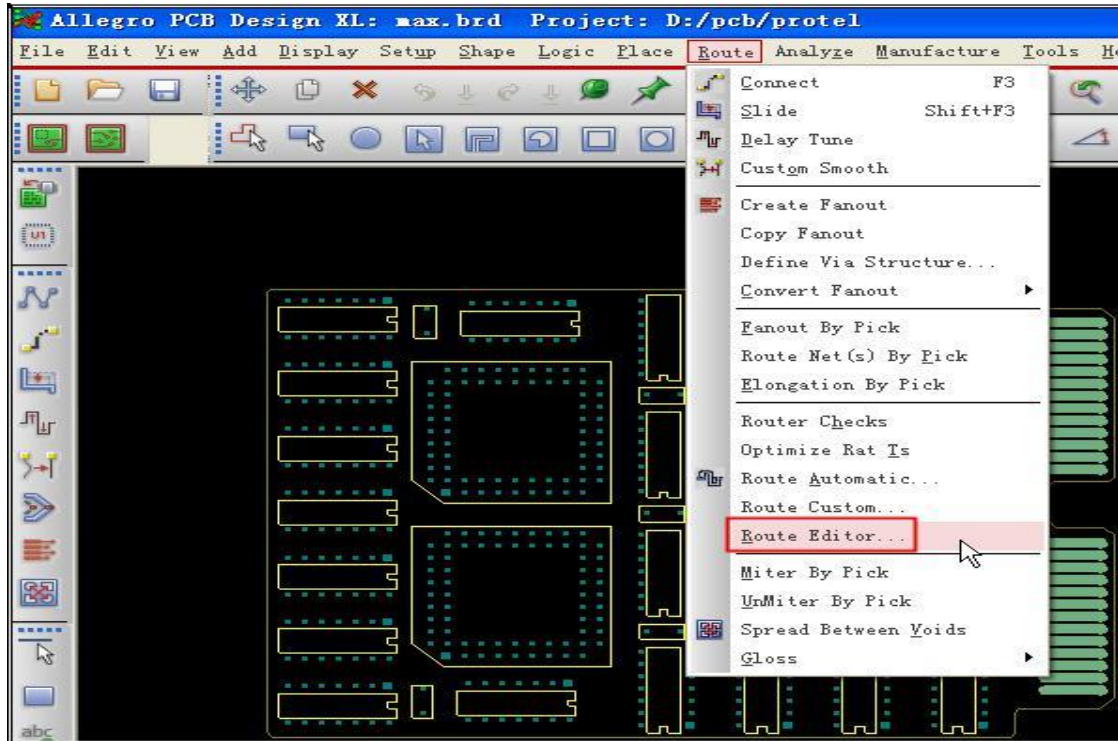 Allegro PCB Design XL: max.brd Project: D:/pcb/protel
File Edit View Add Display Setup Shape Logic Place Route Analyze Manufacture Tools He
Connect F3
Slide Shift+F3
Delay Tune
Custom Smooth
Create Fanout
Copy Fanout
Define Via Structure...
Convert Fanout
Fanout By Pick
Route Net(s) By Pick
Elongation By Pick
Router Checks
Optimize Rat Ts
Route Automatic...
Route Custom...
Route Editor...
Miter By Pick
UnMiter By Pick
Spread Between Voids
Gloss
U1
abc